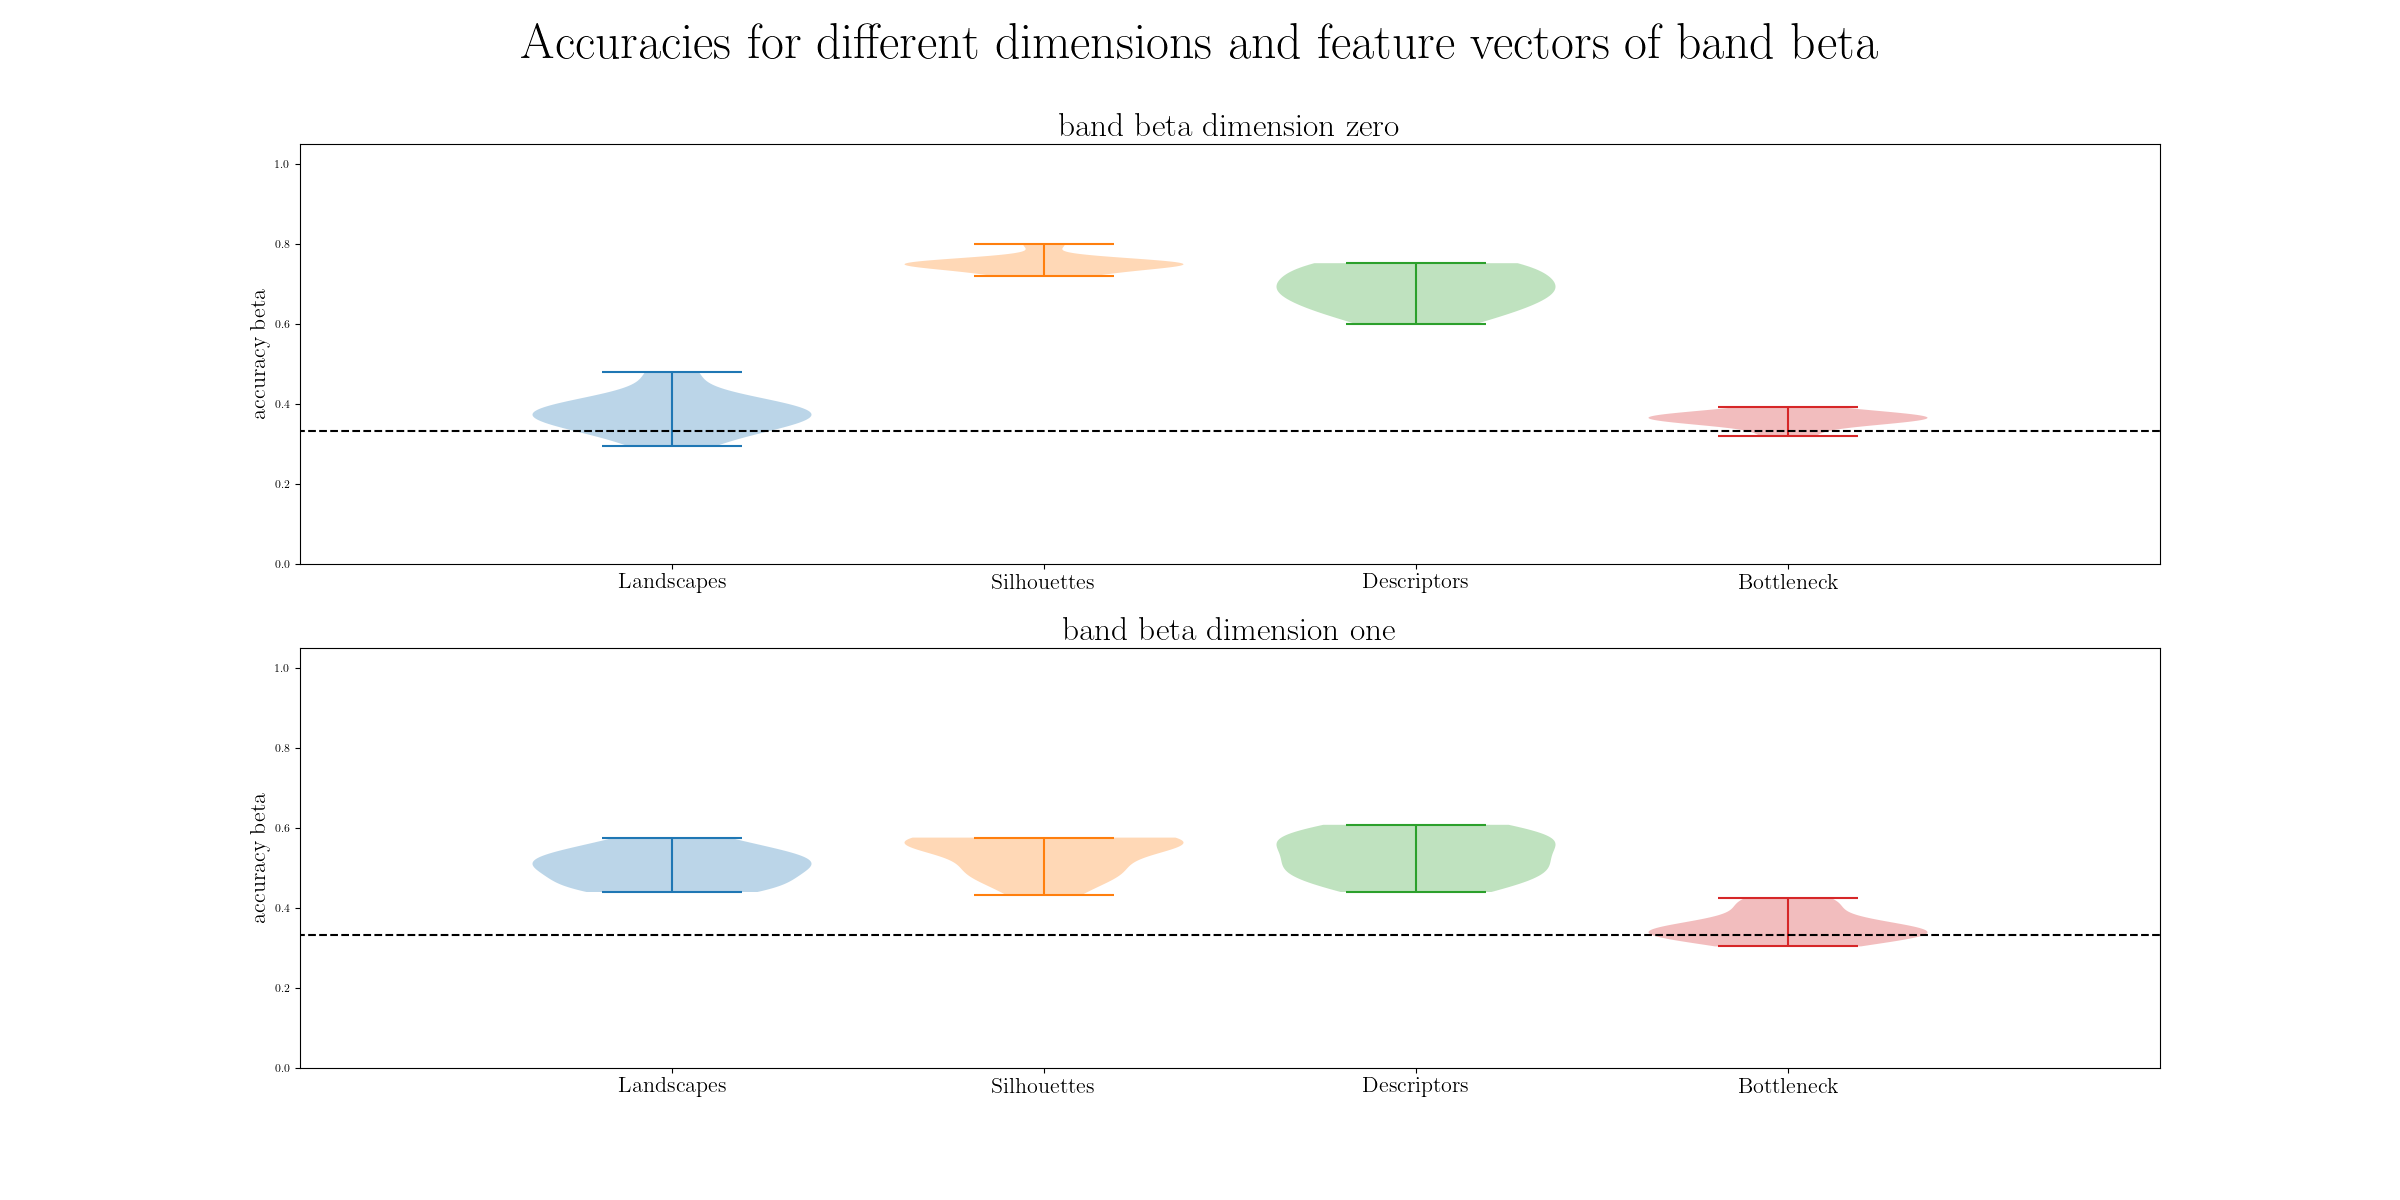 Accuracies for different dimensions and feature vectors of band beta
band beta dimension zero
accuracy beta
1.0
0.8
0.6
0.4
0.2
0.0
Landscapes Silhouettes Descriptors Bottleneck
band beta dimension one
accuracy beta
1.0
0.8
0.6
0.4
0.2
0.0
Landscapes Silhouettes Descriptors Bottleneck